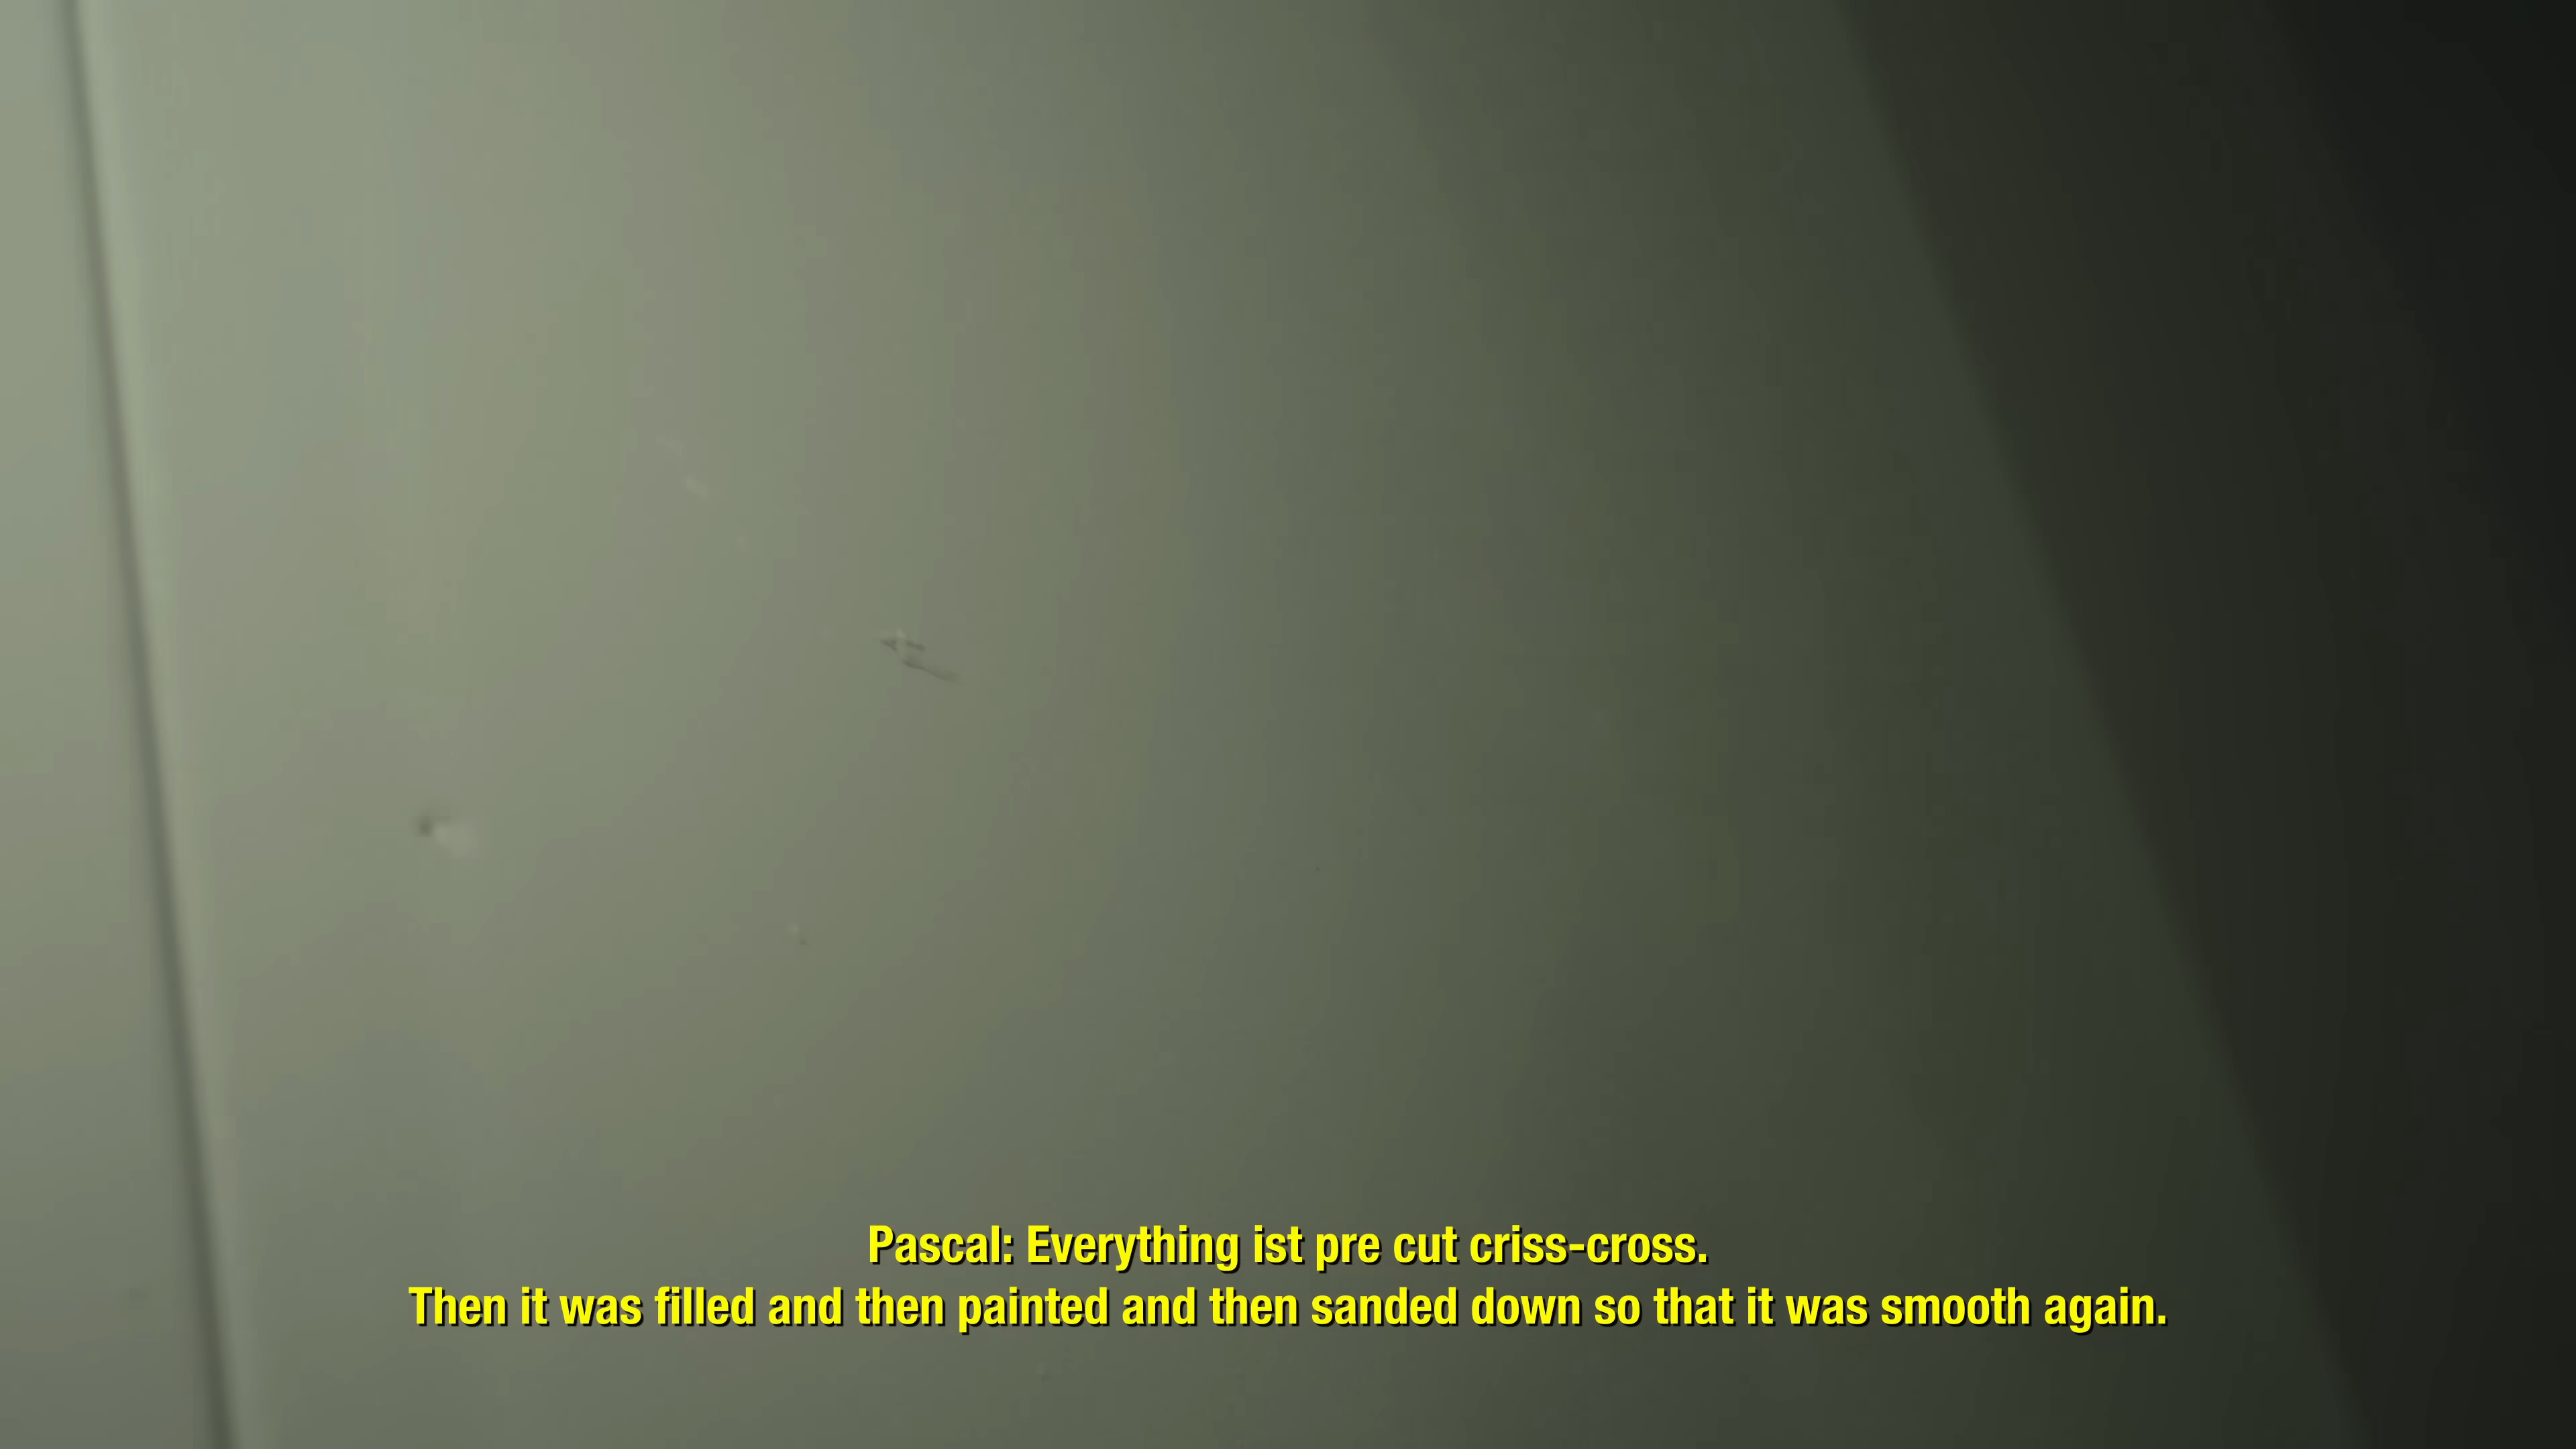 Pascal: Everything ist pre cut criss-cross.
Then it was filled and then painted and then sanded down so that it was smooth again.